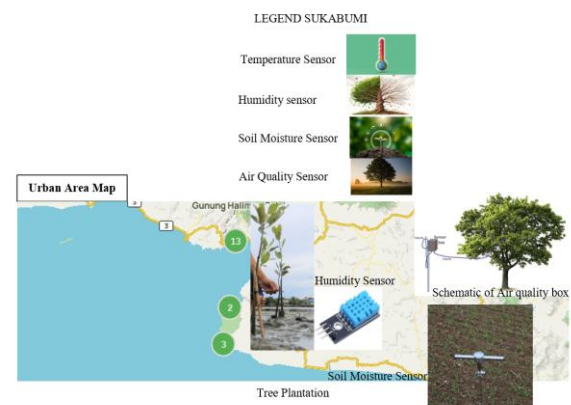 LEGEND SUKABUMI
Temperature Sensor
Humidity sensor
Soil Moisture Sensor
Air Quality Sensor
Urban Area Map
3
Gunung Halim
13
Humidity Sensor
Schematic of Air quality box
2
3
Soil Moisture Sensor
Tree Plantation